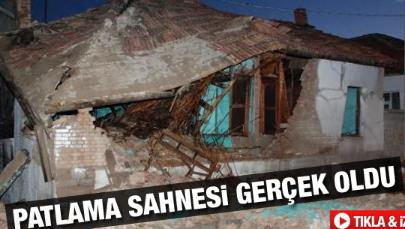 PATLAMA SAHNESİ GERÇEK OLDU
TIKLA & İZ